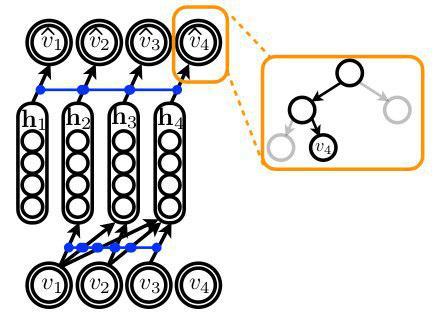 v̂₁ v̂₂ v̂₃ v̂₄
h₁ h₂ h₃ h₄
v₄
v₁ v₂ v₃ v₄